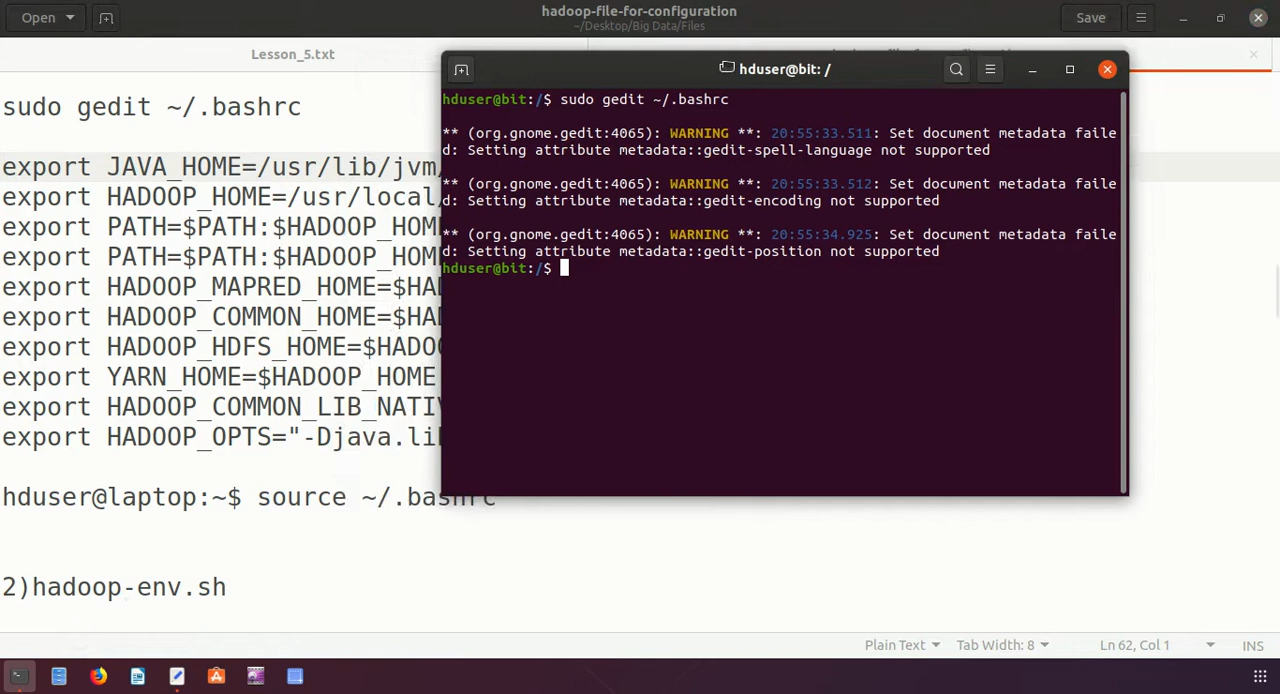 Open
hadoop-file-for-configuration
~/Desktop/Big Data/Files
Save
Lesson_5.txt
sudo gedit ~/.bashrc
export JAVA_HOME=/usr/lib/jvm/
export HADOOP_HOME=/usr/local/
export PATH=$PATH:$HADOOP_HOM
export PATH=$PATH:$HADOOP_HOM
export HADOOP_MAPRED_HOME=$HAD
export HADOOP_COMMON_HOME=$HAD
export HADOOP_HDFS_HOME=$HADOO
export YARN_HOME=$HADOOP_HOME
export HADOOP_COMMON_LIB_NATIV
export HADOOP_OPTS="-Djava.lib
hduser@laptop:~$ source ~/.bashrc
2)hadoop-env.sh
hduser@bit: /
hduser@bit:/$ sudo gedit ~/.bashrc
** (org.gnome.gedit:4065): WARNING **: 20:55:33.511: Set document metadata faile
d: Setting attribute metadata::gedit-spell-language not supported
** (org.gnome.gedit:4065): WARNING **: 20:55:33.512: Set document metadata faile
d: Setting attribute metadata::gedit-encoding not supported
** (org.gnome.gedit:4065): WARNING **: 20:55:34.925: Set document metadata faile
d: Setting attribute metadata::gedit-position not supported
hduser@bit:/$
Plain Text
Tab Width: 8
Ln 62, Col 1
INS